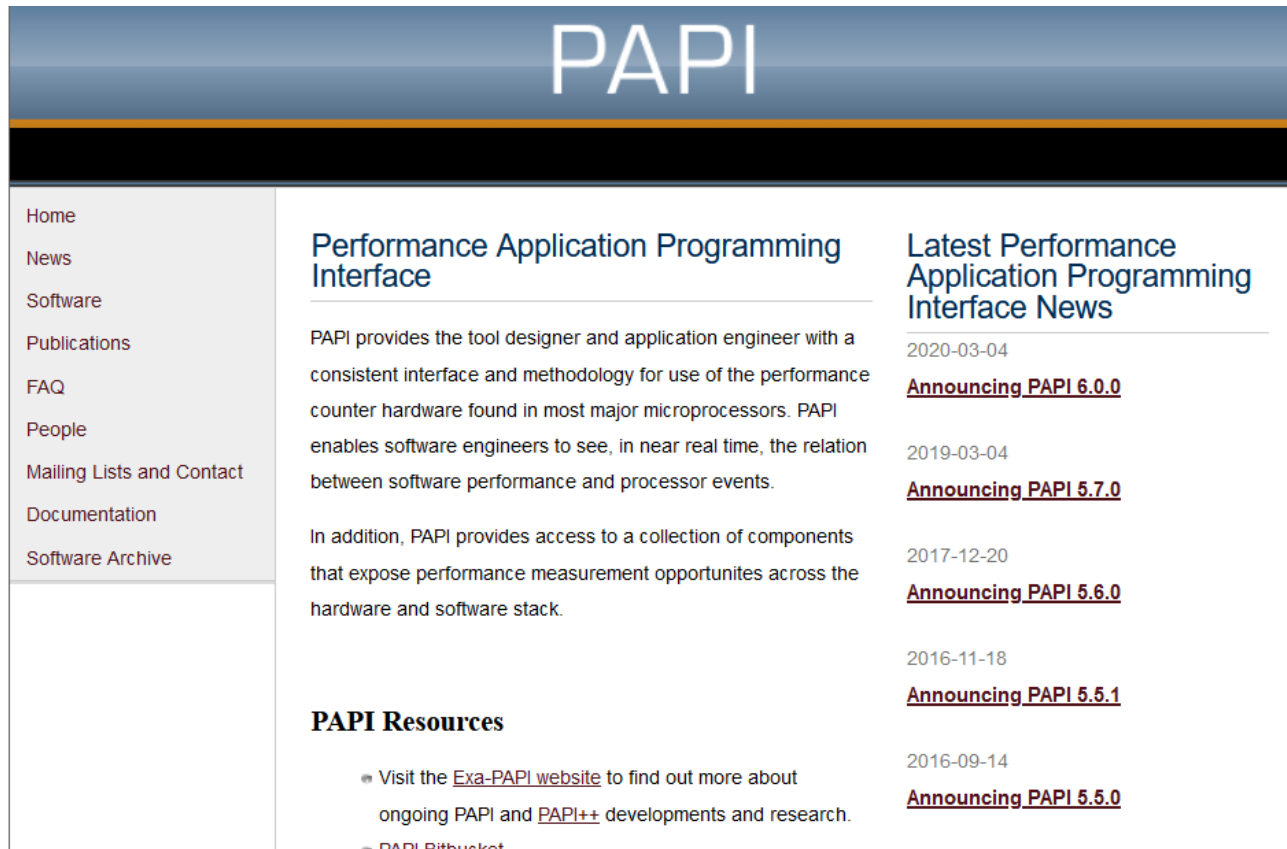 PAPI
Home
News
Software
Publications
FAQ
People
Mailing Lists and Contact
Documentation
Software Archive
Performance Application Programming
Interface
PAPI provides the tool designer and application engineer with a
consistent interface and methodology for use of the performance
counter hardware found in most major microprocessors. PAPI
enables software engineers to see, in near real time, the relation
between software performance and processor events.
In addition, PAPI provides access to a collection of components
that expose performance measurement opportunites across the
hardware and software stack.
PAPI Resources
Visit the Exa-PAPI website to find out more about
ongoing PAPI and PAPI++ developments and research.
PAPI Bitbucket
Latest Performance
Application Programming
Interface News
2020-03-04
Announcing PAPI 6.0.0
2019-03-04
Announcing PAPI 5.7.0
2017-12-20
Announcing PAPI 5.6.0
2016-11-18
Announcing PAPI 5.5.1
2016-09-14
Announcing PAPI 5.5.0